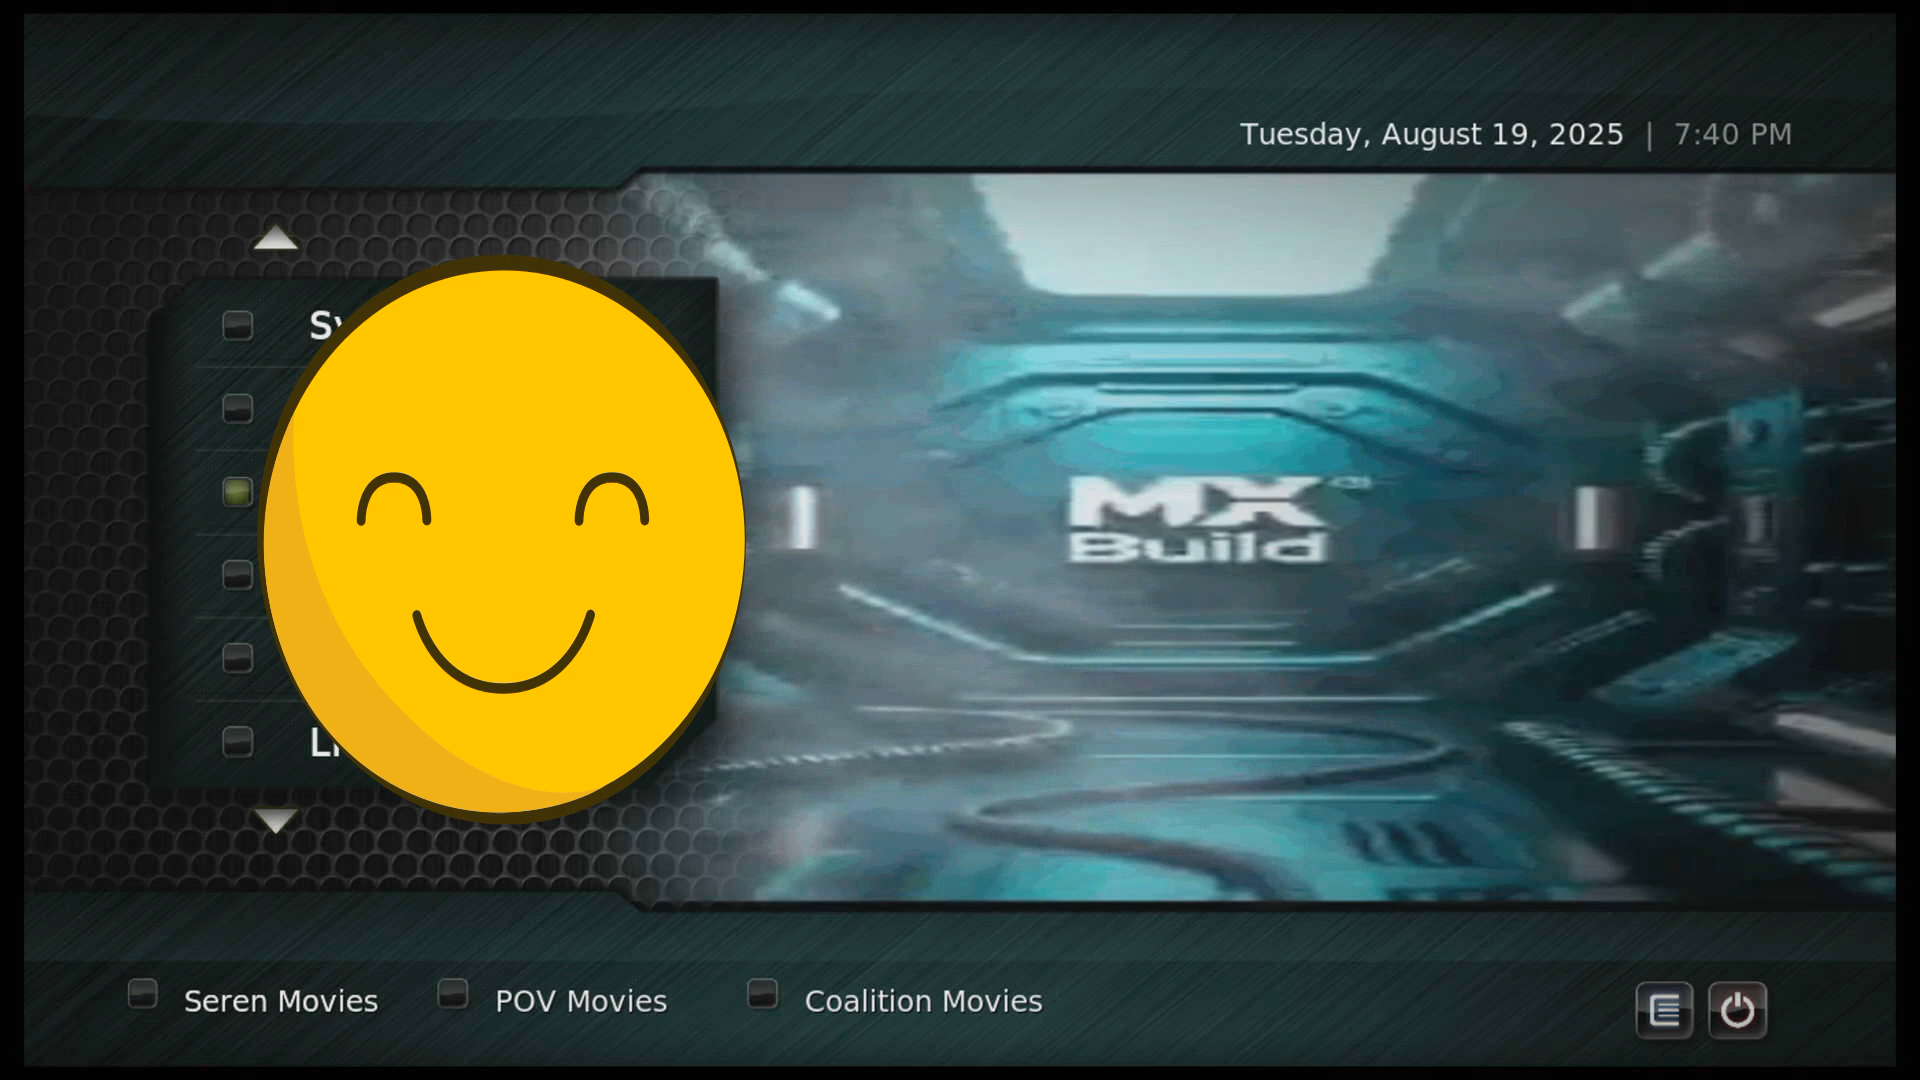 Tuesday, August 19, 2025 | 7:40 PM
MX
Build
Seren Movies POV Movies Coalition Movies